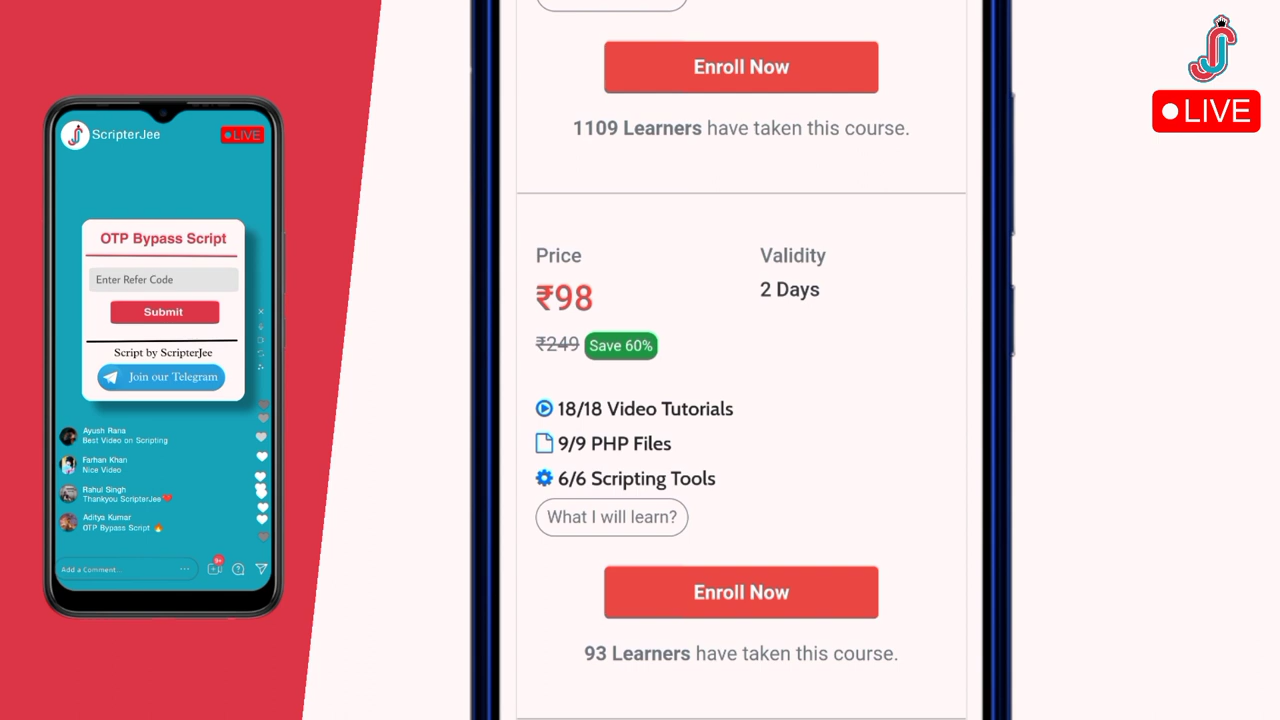 ScripterJee
LIVE
OTP Bypass Script
Enter Refer Code
Submit
Script by ScripterJee
Join our Telegram
Ayush Rana
Best Video on Scripting
Farhan Khan
Nice Video
Rahul Singh
Thankyou ScripterJee❤️
Aditya Kumar
OTP Bypass Script 🔥
Add a Comment...
9+
Enroll Now
1109 Learners have taken this course.
Price
Validity
₹98
2 Days
₹249 Save 60%
18/18 Video Tutorials
9/9 PHP Files
6/6 Scripting Tools
What I will learn?
Enroll Now
93 Learners have taken this course.
LIVE